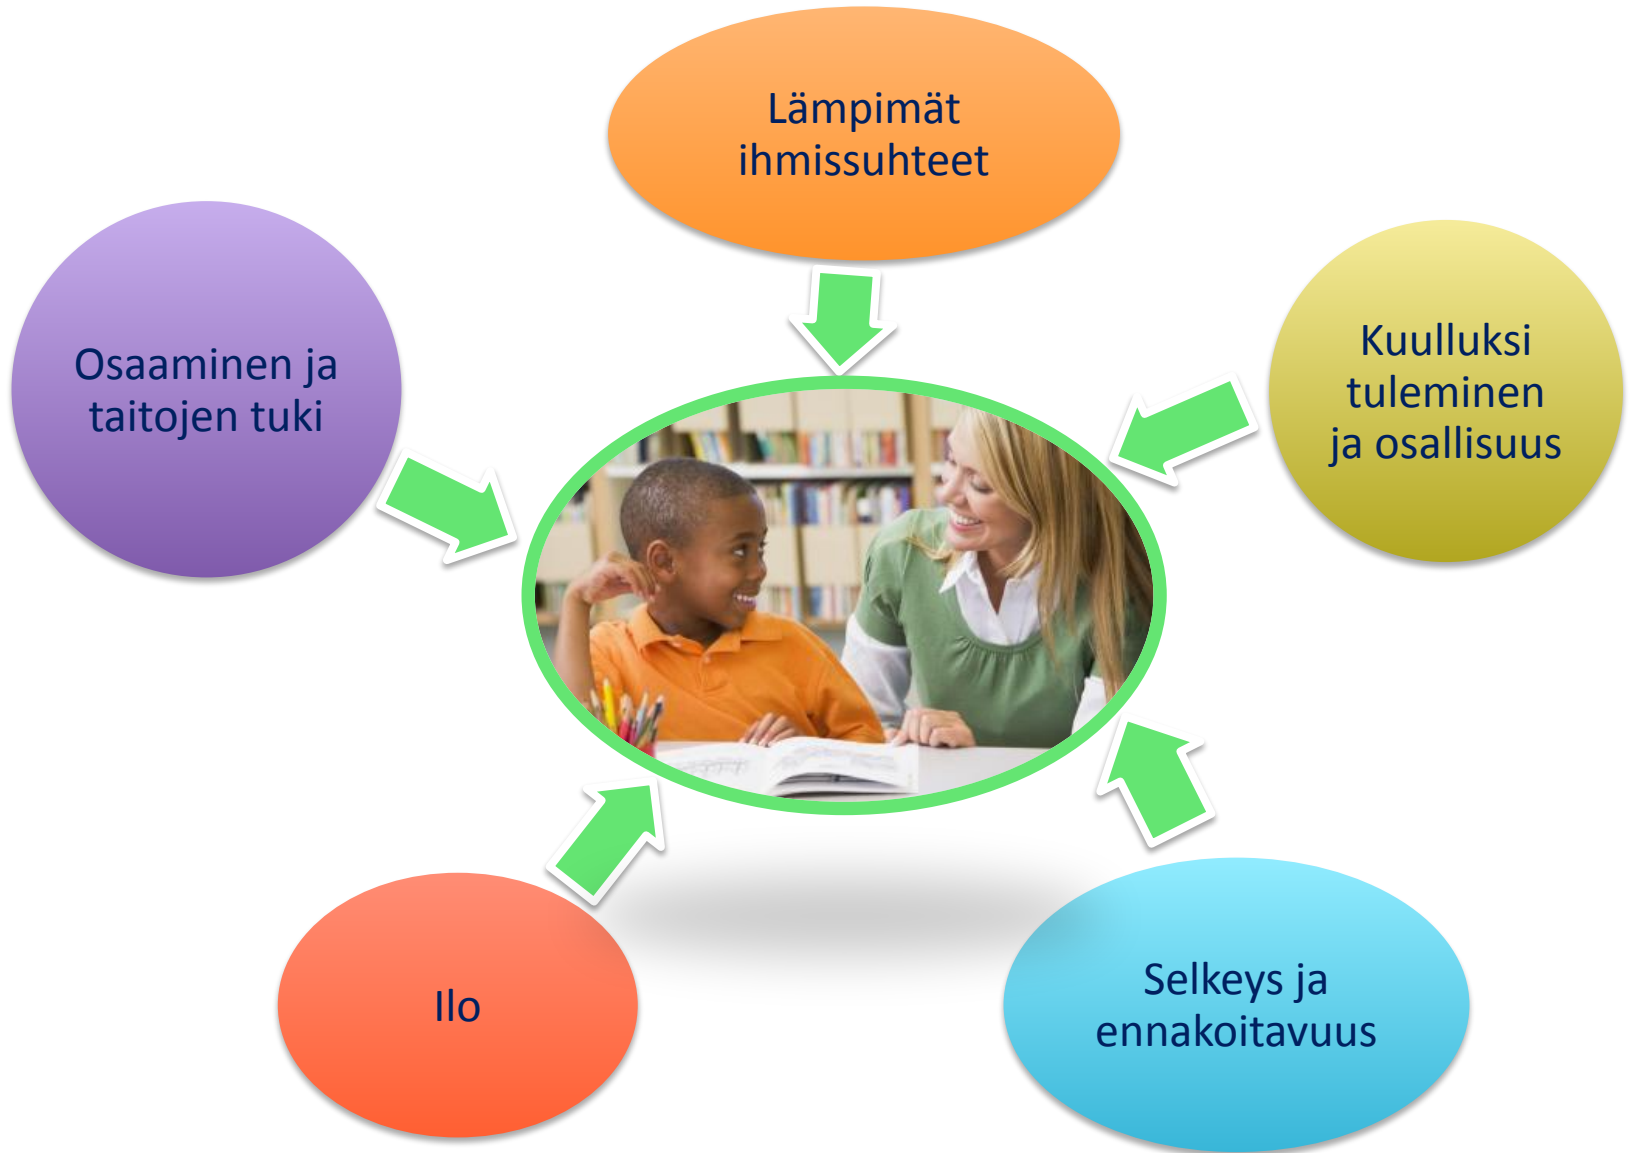 Lämpimät
ihmissuhteet
Osaaminen ja
taitojen tuki
Kuulluksi
tuleminen
ja osallisuus
Ilo
Selkeys ja
ennakoitavuus